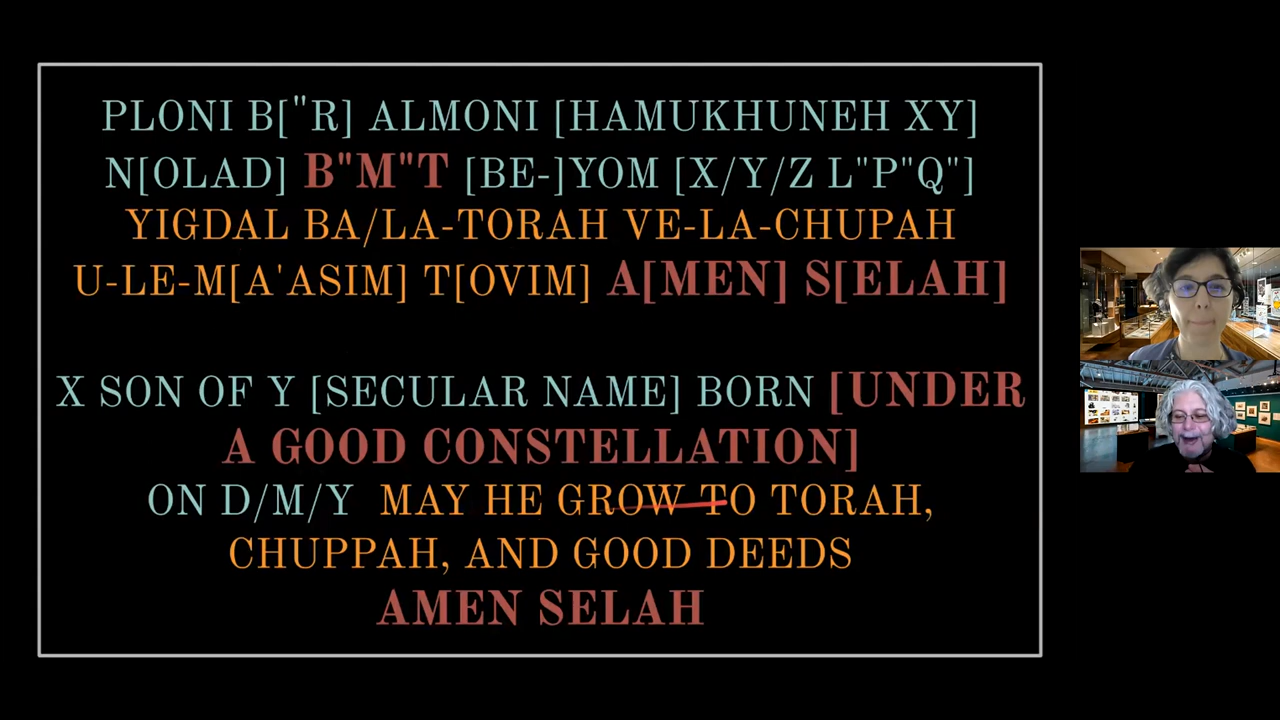 PLONI B["R] ALMONI [HAMUKHUNEH XY]
N[OLAD] B"M"T [BE-]YOM [X/Y/Z L"P"Q"]
YIGDAL BA/LA-TORAH VE-LA-CHUPAH
U-LE-M[A'ASIM] T[OVIM] A[MEN] S[ELAH]
X SON OF Y [SECULAR NAME] BORN [UNDER
A GOOD CONSTELLATION]
ON D/M/Y MAY HE GROW TO TORAH,
CHUPPAH, AND GOOD DEEDS
AMEN SELAH